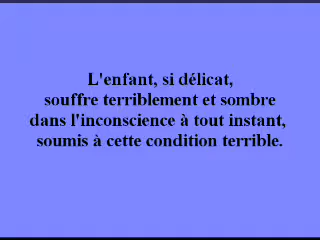 L'enfant, si délicat,
souffre terriblement et sombre
dans l'inconscience à tout instant,
soumis à cette condition terrible.